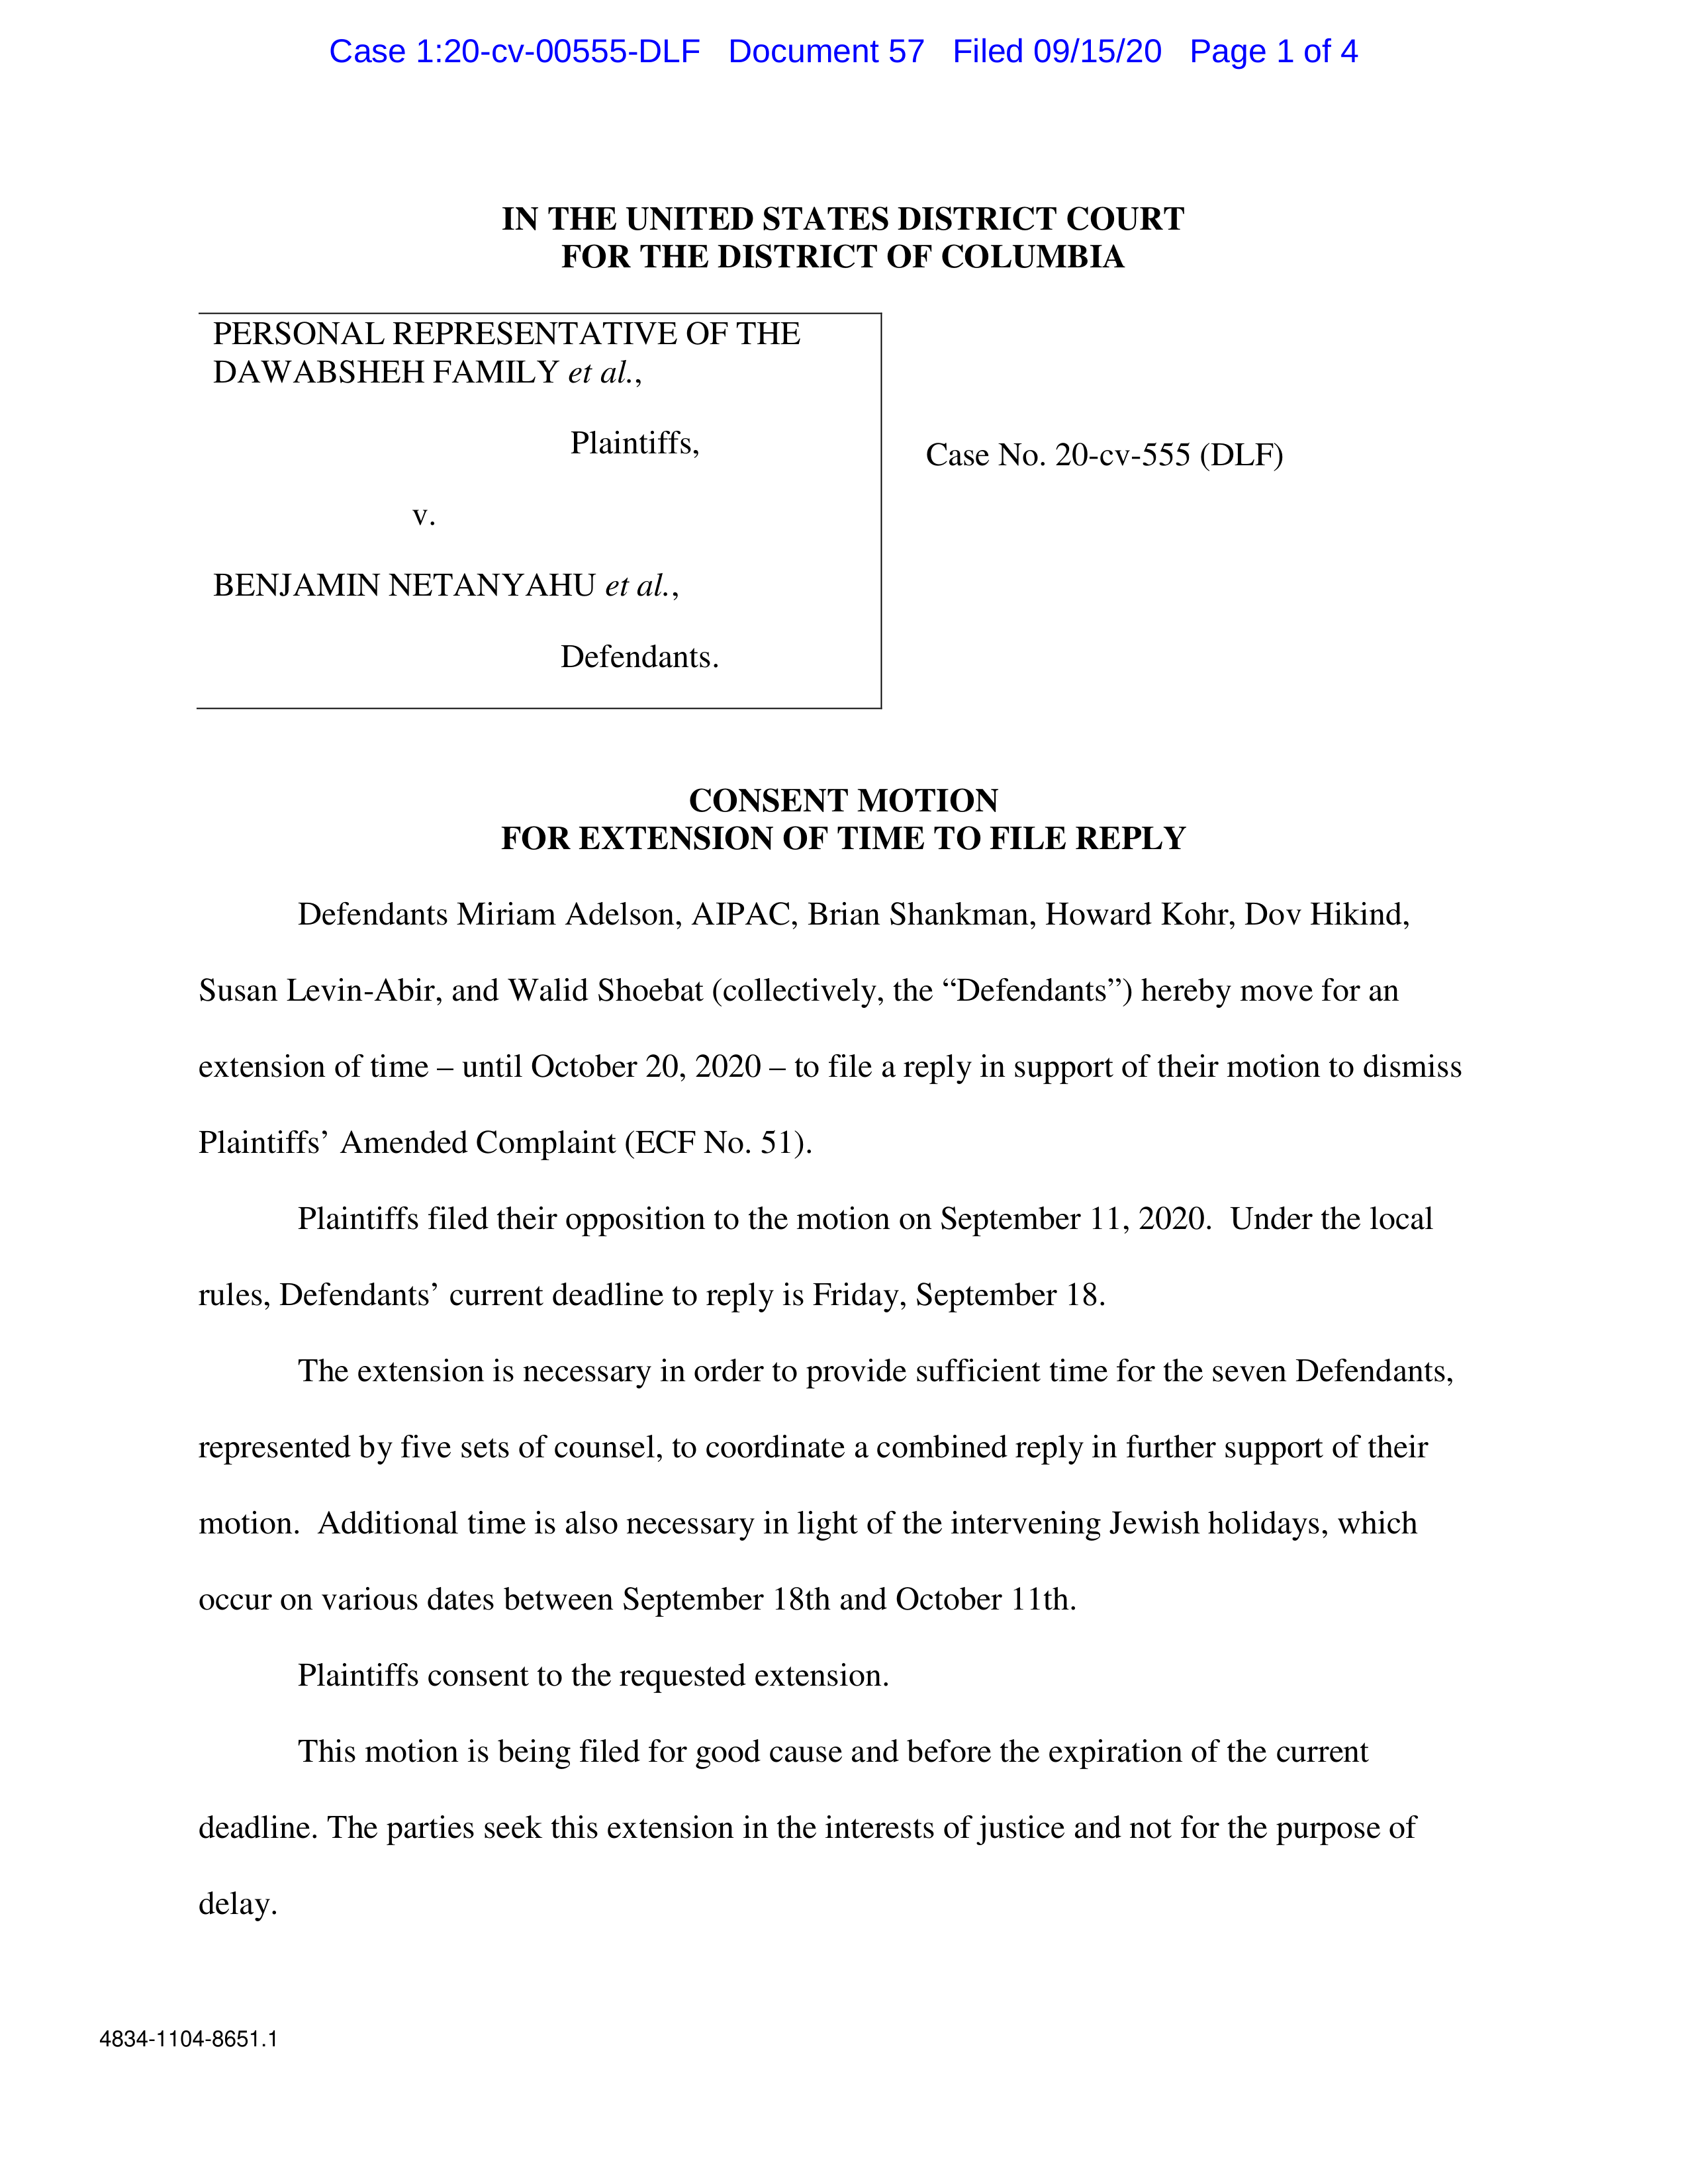 Case 1:20-cv-00555-DLF Document 57 Filed 09/15/20 Page 1 of 4
IN THE UNITED STATES DISTRICT COURT
FOR THE DISTRICT OF COLUMBIA
PERSONAL REPRESENTATIVE OF THE
DAWABSHEH FAMILY et al.,
Plaintiffs,
Case No. 20-cv-555 (DLF)
v.
BENJAMIN NETANYAHU et al.,
Defendants.
CONSENT MOTION
FOR EXTENSION OF TIME TO FILE REPLY
Defendants Miriam Adelson, AIPAC, Brian Shankman, Howard Kohr, Dov Hikind,
Susan Levin-Abir, and Walid Shoebat (collectively, the “Defendants”) hereby move for an
extension of time – until October 20, 2020 – to file a reply in support of their motion to dismiss
Plaintiffs’ Amended Complaint (ECF No. 51).
Plaintiffs filed their opposition to the motion on September 11, 2020. Under the local
rules, Defendants’ current deadline to reply is Friday, September 18.
The extension is necessary in order to provide sufficient time for the seven Defendants,
represented by five sets of counsel, to coordinate a combined reply in further support of their
motion. Additional time is also necessary in light of the intervening Jewish holidays, which
occur on various dates between September 18th and October 11th.
Plaintiffs consent to the requested extension.
This motion is being filed for good cause and before the expiration of the current
deadline. The parties seek this extension in the interests of justice and not for the purpose of
delay.
4834-1104-8651.1